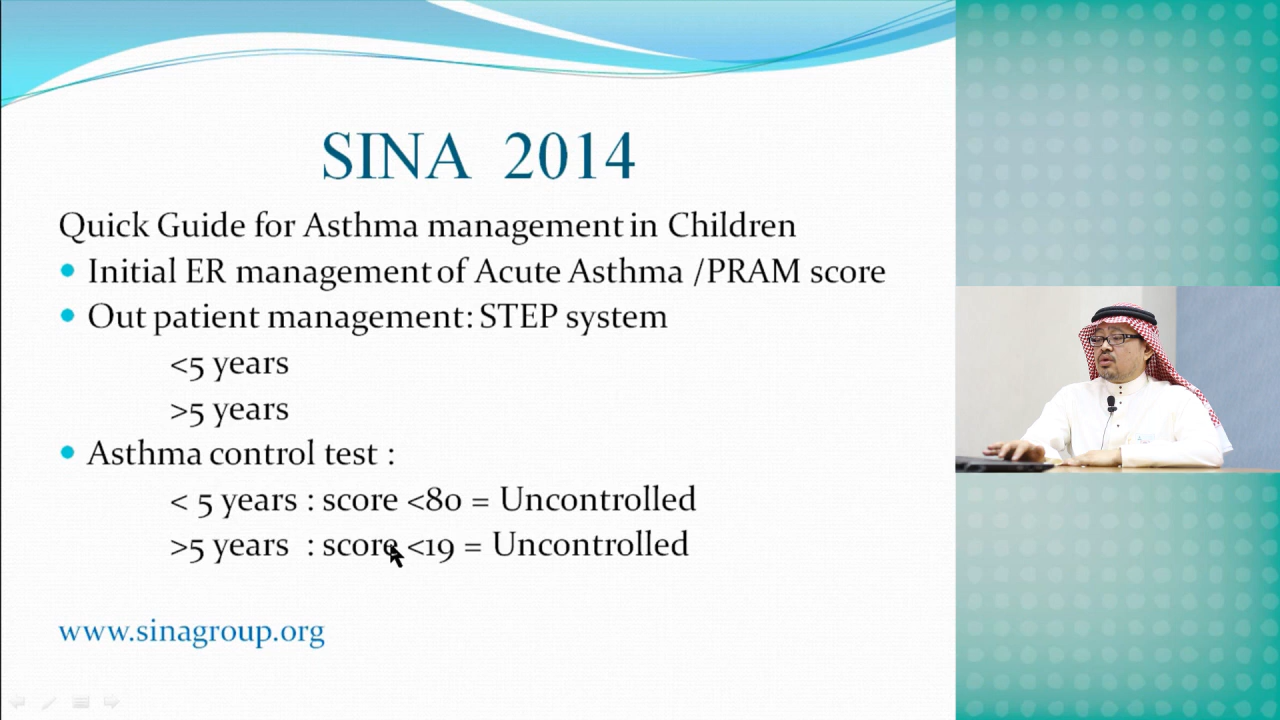 SINA 2014
Quick Guide for Asthma management in Children
• Initial ER management of Acute Asthma /PRAM score
• Out patient management: STEP system
<5 years
>5 years
• Asthma control test :
< 5 years : score <80 = Uncontrolled
>5 years : score <19 = Uncontrolled
www.sinagroup.org